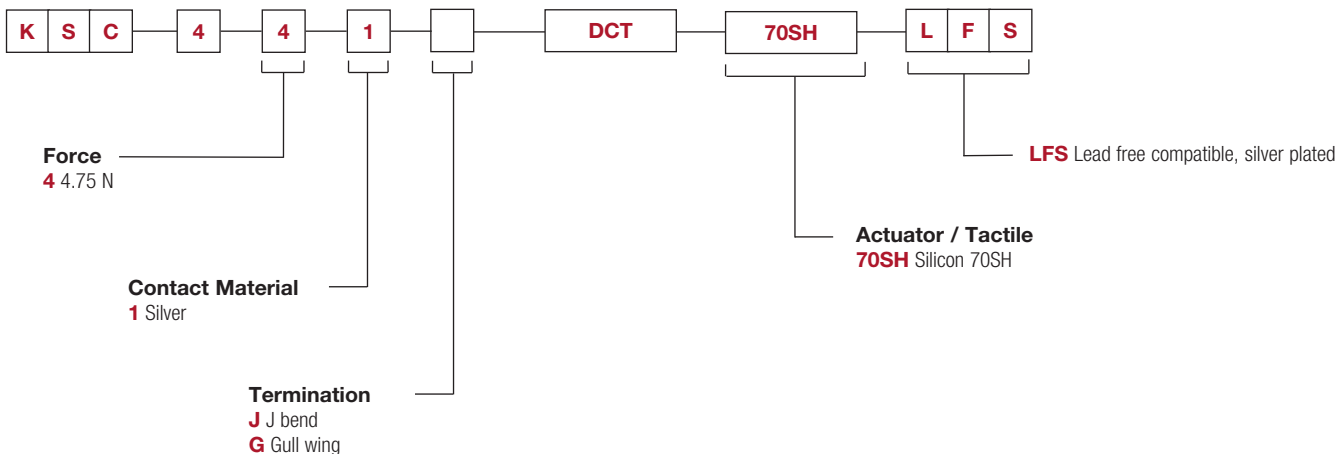 K S C 4 4 1 DCT 70SH L F S
Force
4 4.75 N
LFS Lead free compatible, silver plated
Actuator / Tactile
70SH Silicon 70SH
Contact Material
1 Silver
Termination
J J bend
G Gull wing